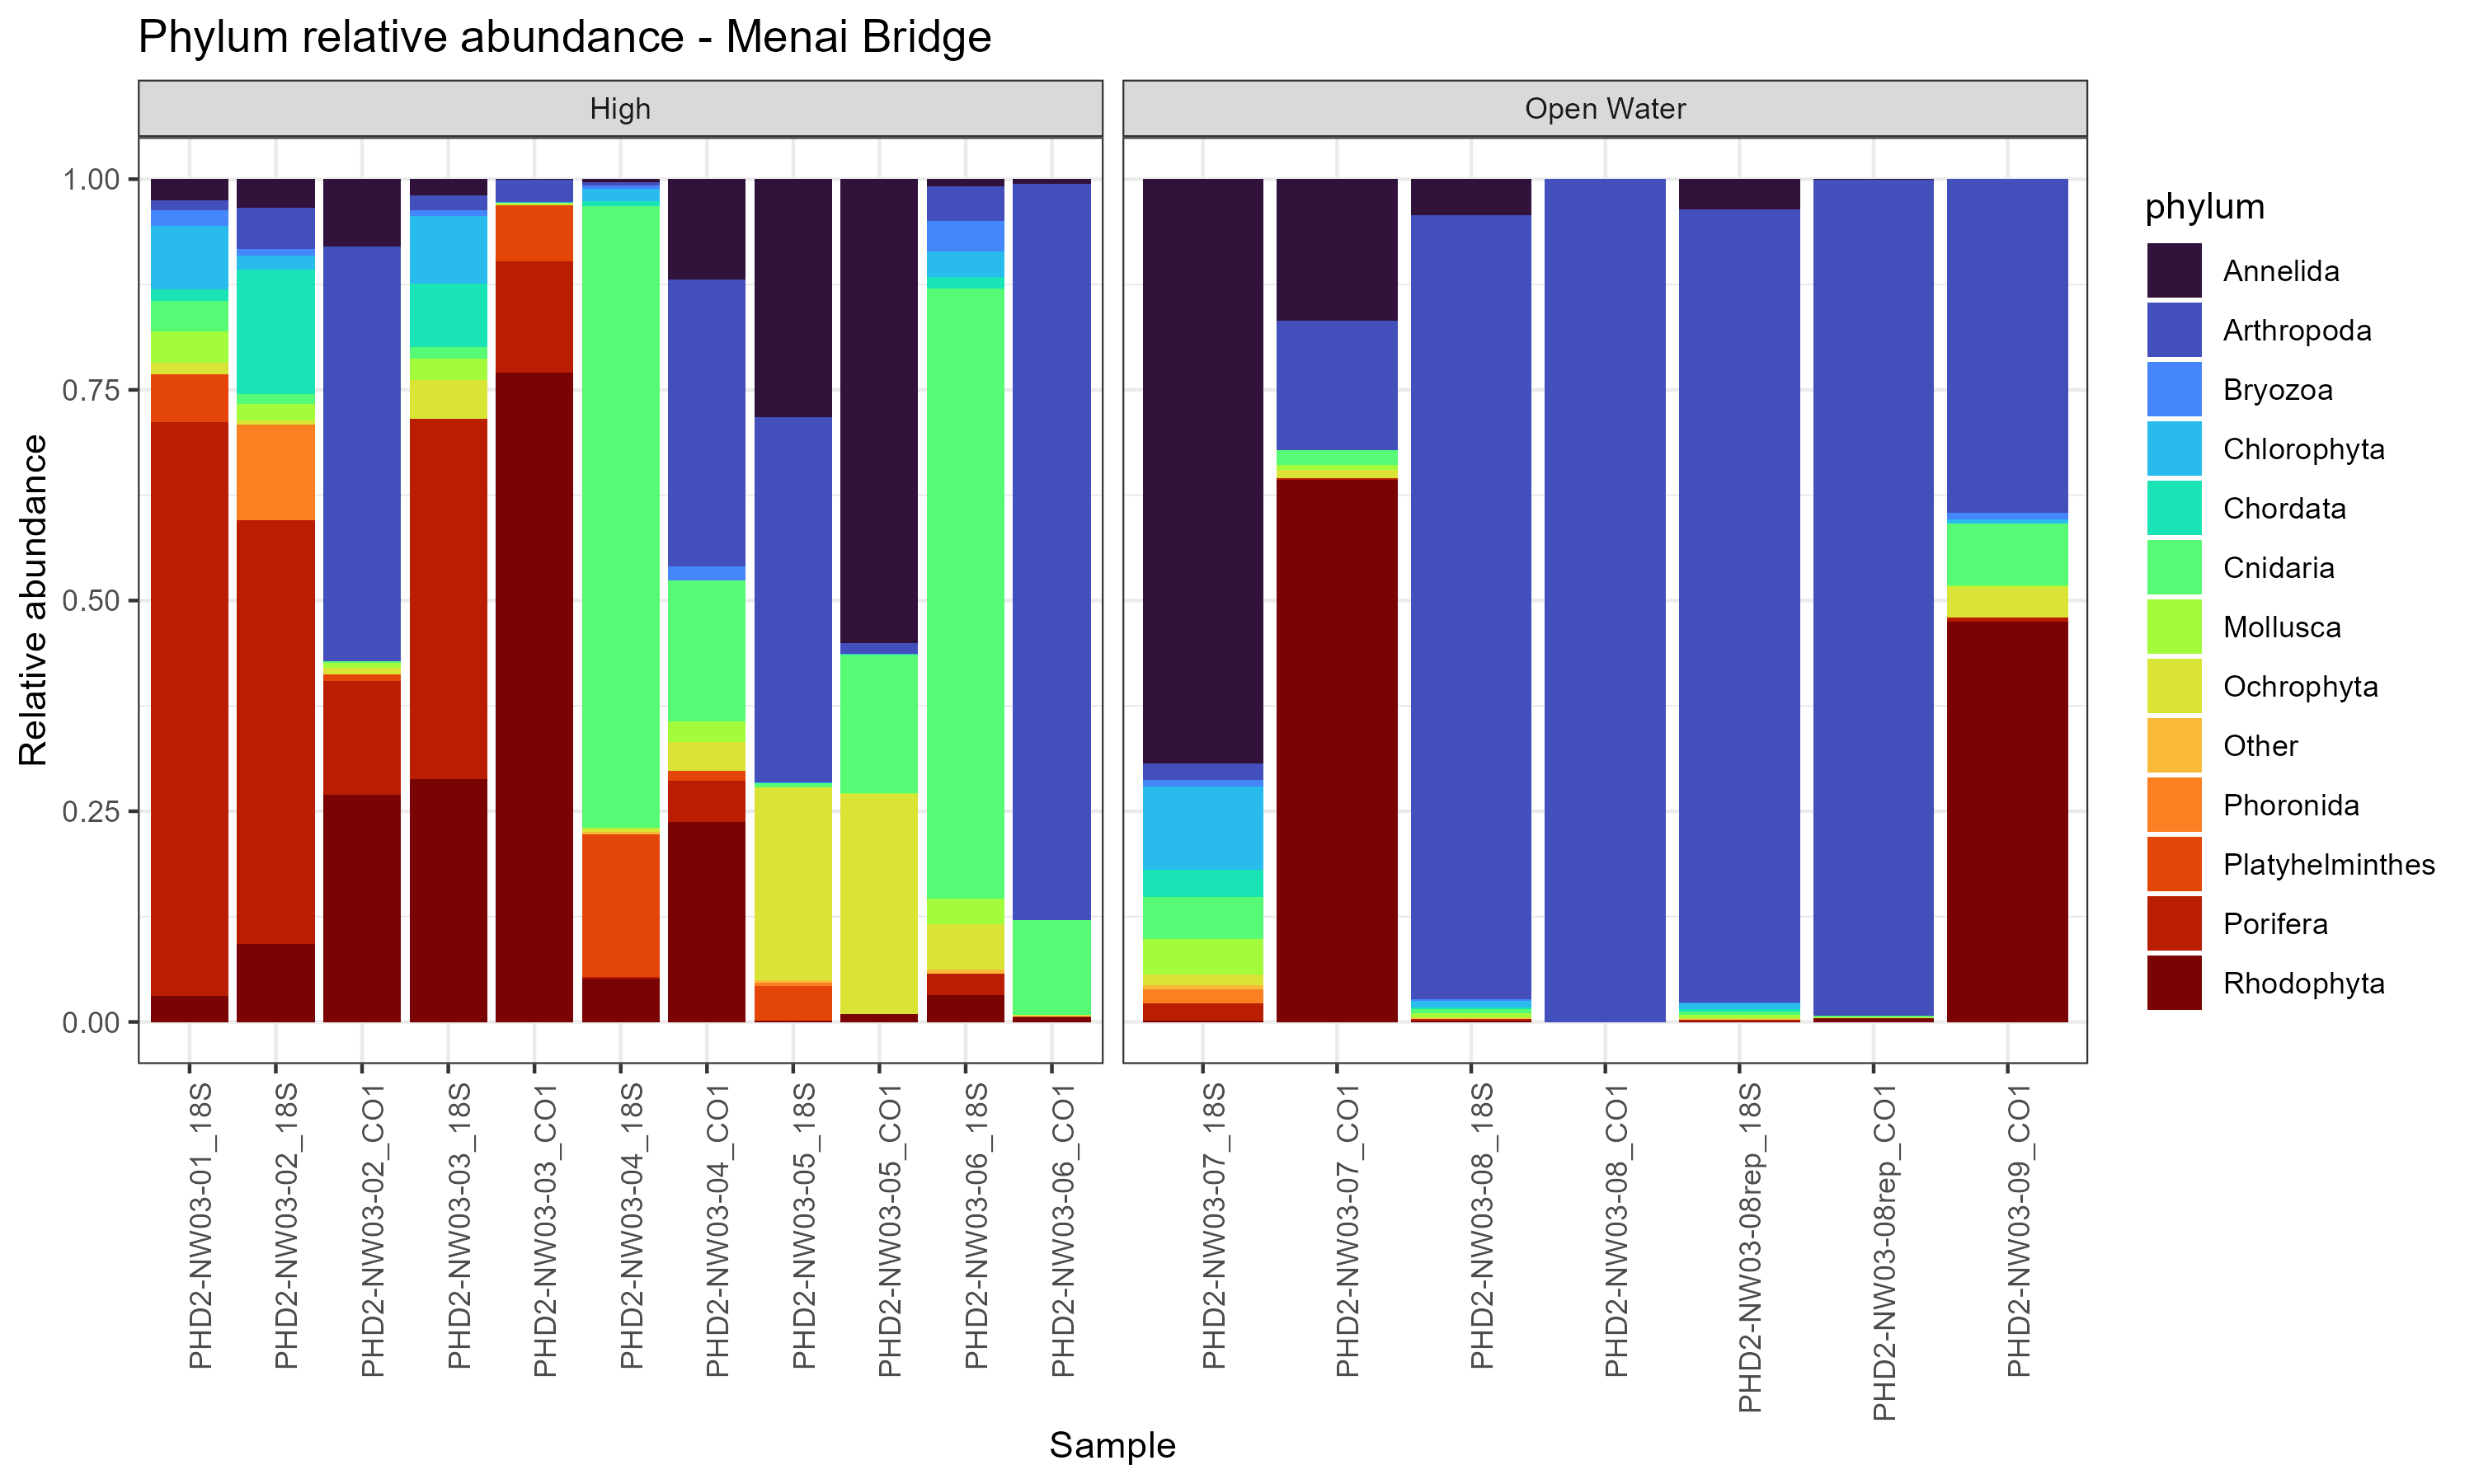 Phylum relative abundance - Menai Bridge
High
Open Water
Relative abundance
1.00
0.75
0.50
0.25
0.00
PHD2-NW03-01_18S
PHD2-NW03-02_18S
PHD2-NW03-02_CO1
PHD2-NW03-03_18S
PHD2-NW03-03_CO1
PHD2-NW03-04_18S
PHD2-NW03-04_CO1
PHD2-NW03-05_18S
PHD2-NW03-05_CO1
PHD2-NW03-06_18S
PHD2-NW03-06_CO1
PHD2-NW03-07_18S
PHD2-NW03-07_CO1
PHD2-NW03-08_18S
PHD2-NW03-08_CO1
PHD2-NW03-08rep_18S
PHD2-NW03-08rep_CO1
PHD2-NW03-09_CO1
Sample
phylum
Annelida
Arthropoda
Bryozoa
Chlorophyta
Chordata
Cnidaria
Mollusca
Ochrophyta
Other
Phoronida
Platyhelminthes
Porifera
Rhodophyta